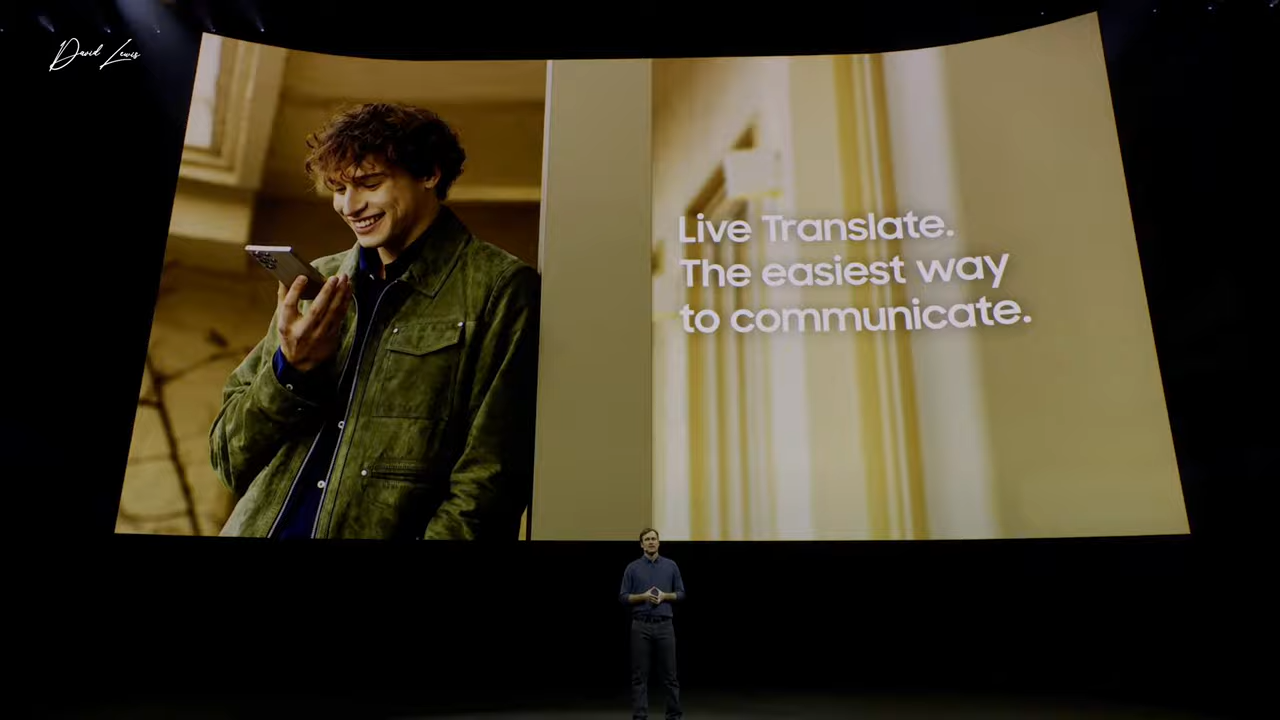 David Lewis
Live Translate.
The easiest way
to communicate.